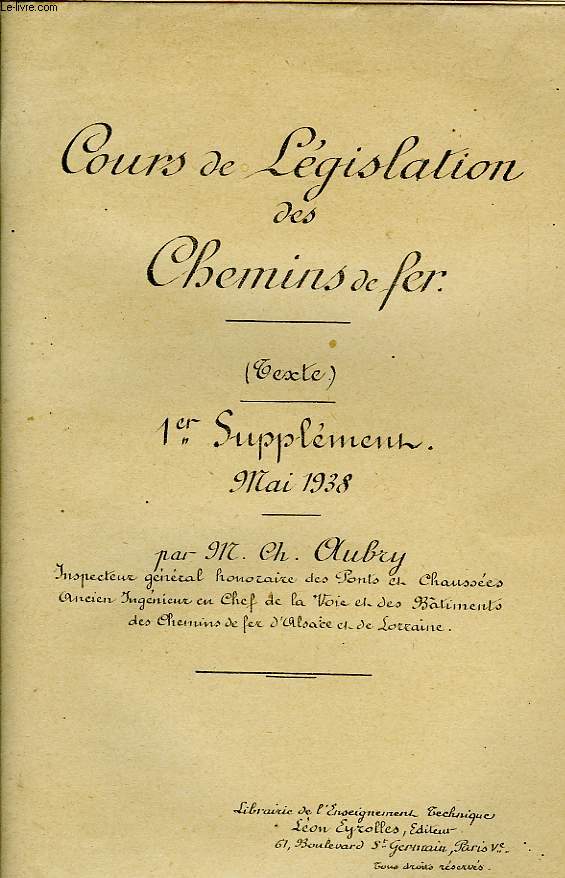 Le-livre.com
Cours de Législation
des
Chemins de fer.
(Texte.)
1er Supplément.
Mai 1938
par M. Ch. Aubry
Inspecteur général honoraire des Ponts et Chaussées
Ancien Ingénieur en Chef de la Voie et des Bâtiments
des Chemins de fer d'Alsace et de Lorraine.
Librairie de l'Enseignement Technique
Léon Eyrolles, Editeur
61, Boulevard St Germain, Paris Ve.
Tous droits réservés.